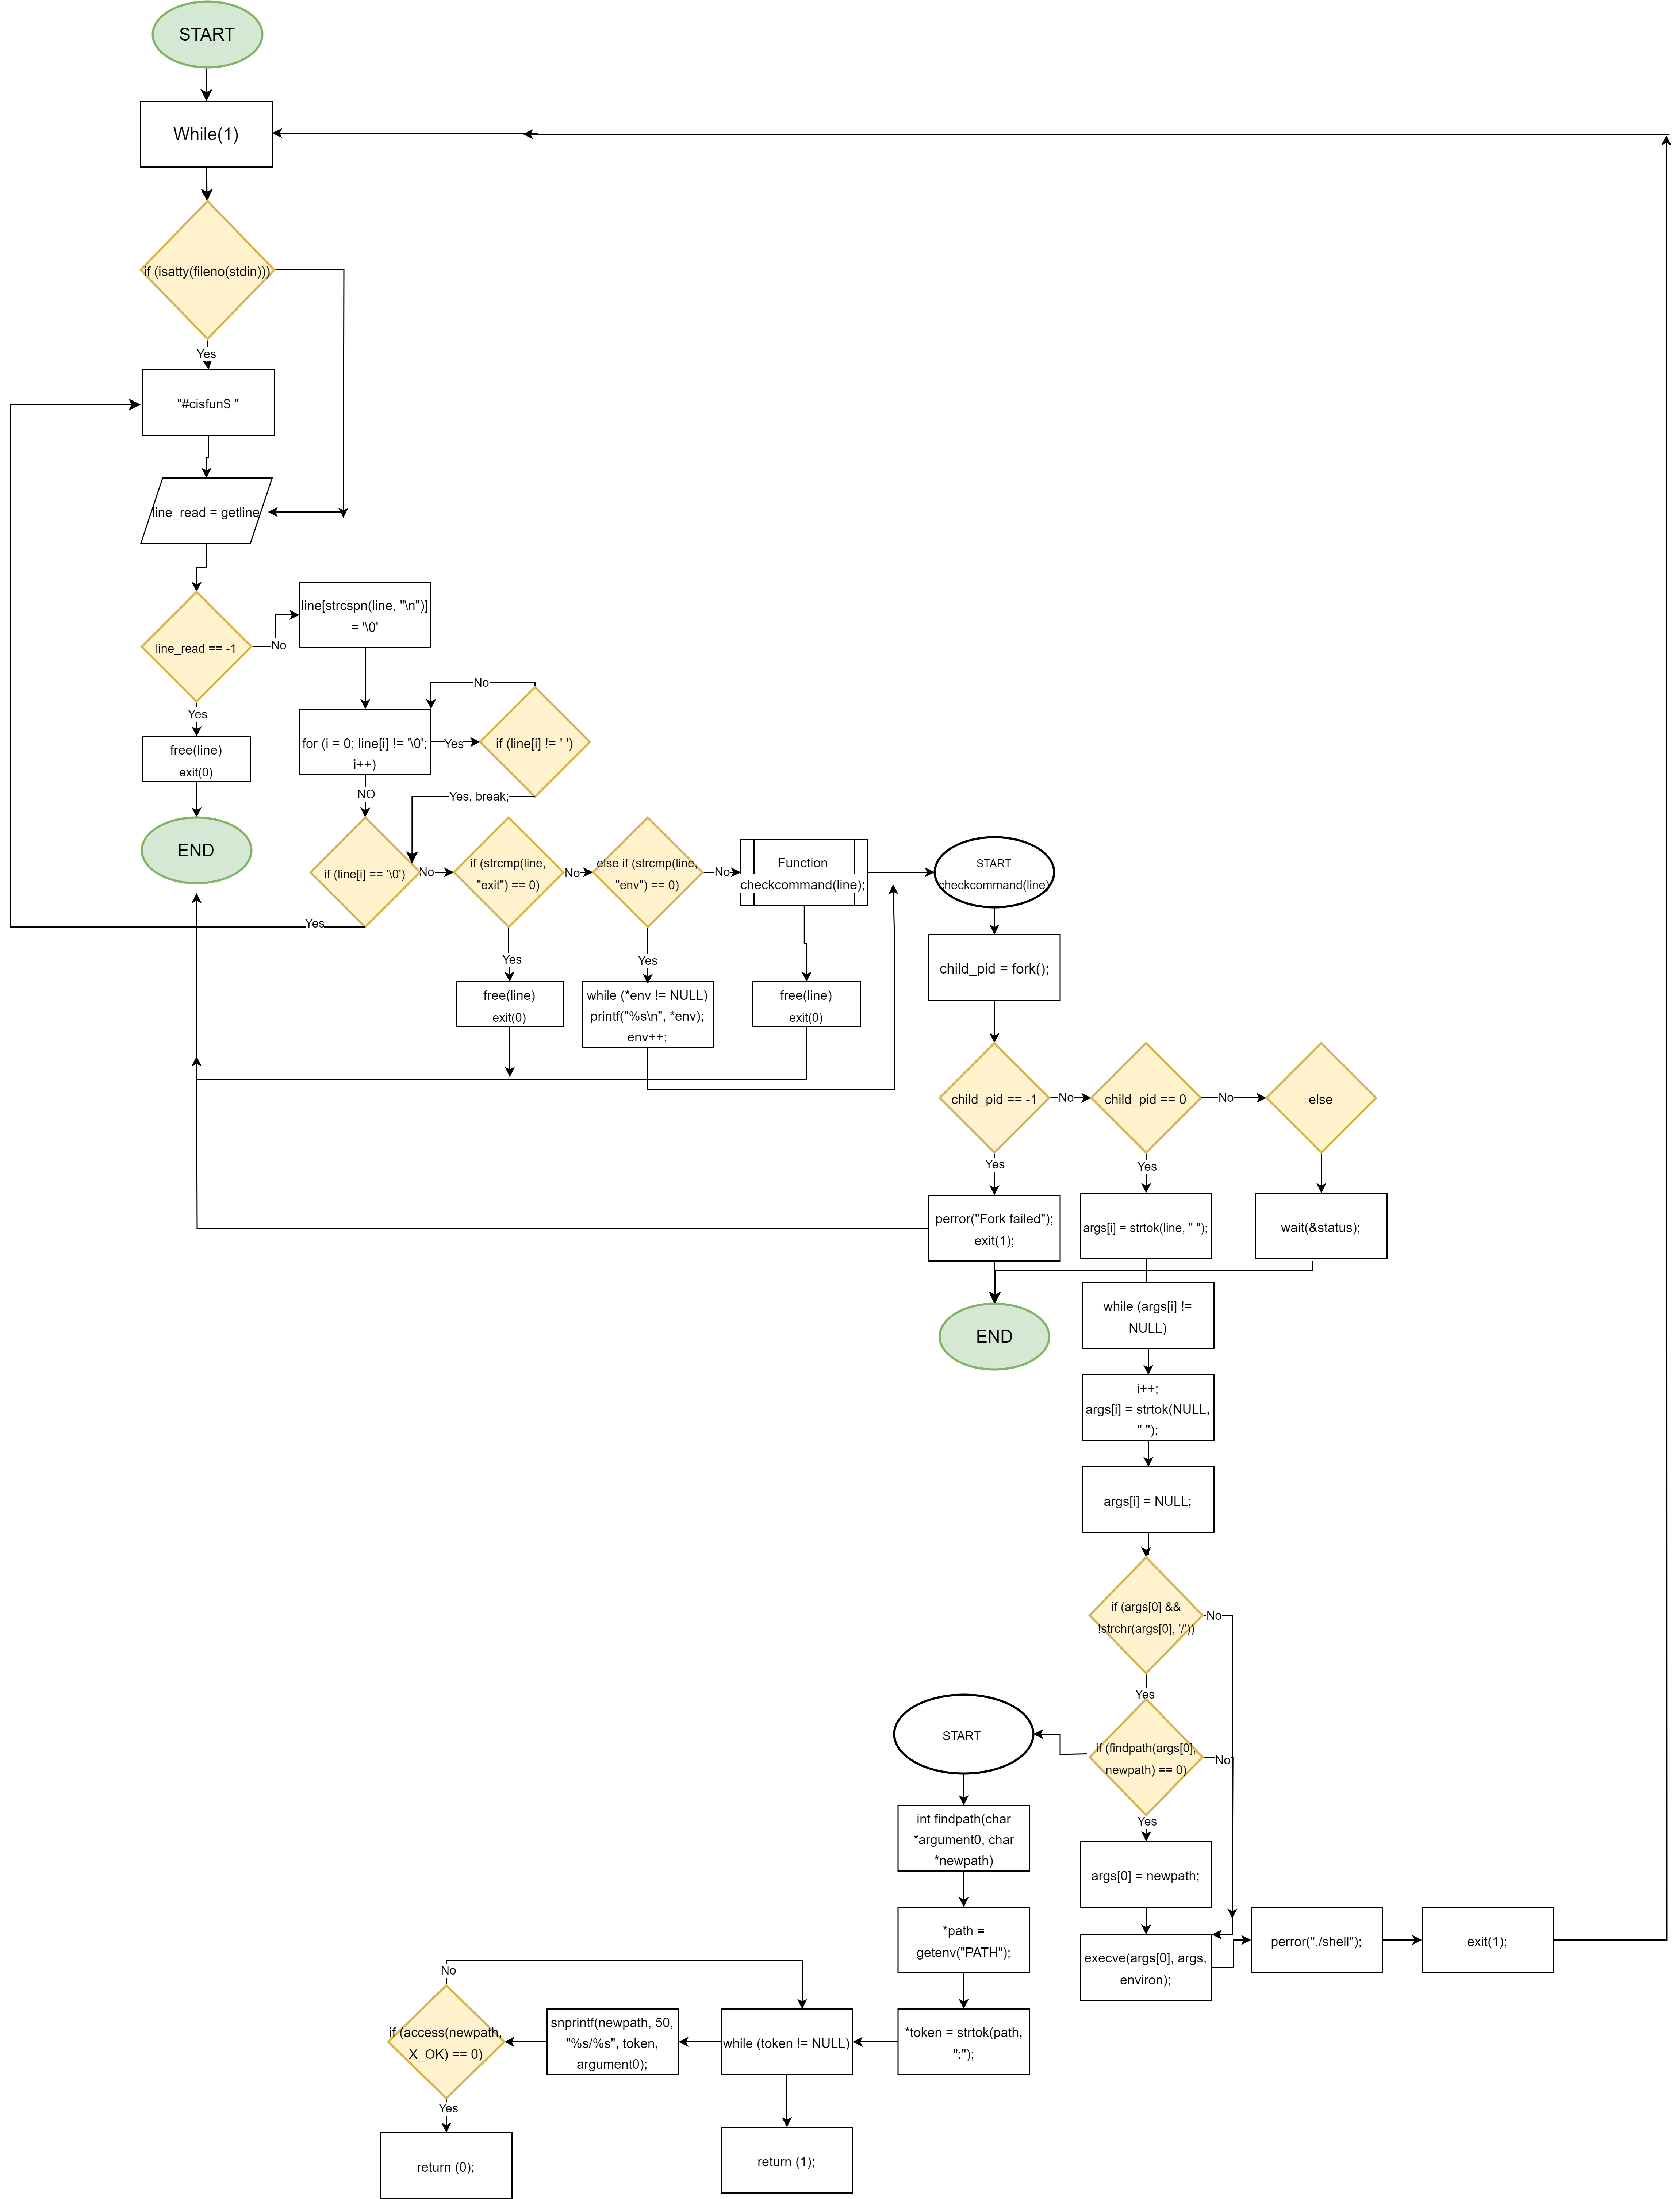 START
While(1)
if (isatty(fileno(stdin)))
Yes
"#cisfun$ "
line_read = getline
line_read == -1
No
line[strcspn(line, "\n")]
= '\0'
Yes
free(line)
exit(0)
END
for (i = 0; line[i] != '\0';
i++)
Yes
if (line[i] != ' ')
No
Yes, break;
NO
if (line[i] == '\0')
Yes
No
if (strcmp(line,
"exit") == 0)
No
else if (strcmp(line,
"env") == 0)
No
Function
checkcommand(line);
START
checkcommand(line)
Yes
free(line)
exit(0)
Yes
while (*env != NULL)
printf("%s\n", *env);
env++;
free(line)
exit(0)
child_pid = fork();
child_pid == -1
No
child_pid == 0
No
else
Yes
perror("Fork failed");
exit(1);
Yes
args[i] = strtok(line, " ");
wait(&status);
END
while (args[i] !=
NULL)
i++;
args[i] = strtok(NULL,
" ");
args[i] = NULL;
if (args[0] &&
!strchr(args[0], '/'))
No
Yes
if (findpath(args[0],
newpath) == 0)
No
Yes
args[0] = newpath;
execve(args[0], args,
environ);
perror("./shell");
exit(1);
START
int findpath(char
*argument0, char
*newpath)
*path =
getenv("PATH");
*token = strtok(path,
":");
while (token != NULL)
snprintf(newpath, 50,
"%s/%s", token,
argument0);
No
if (access(newpath,
X_OK) == 0)
Yes
return (0);
return (1);